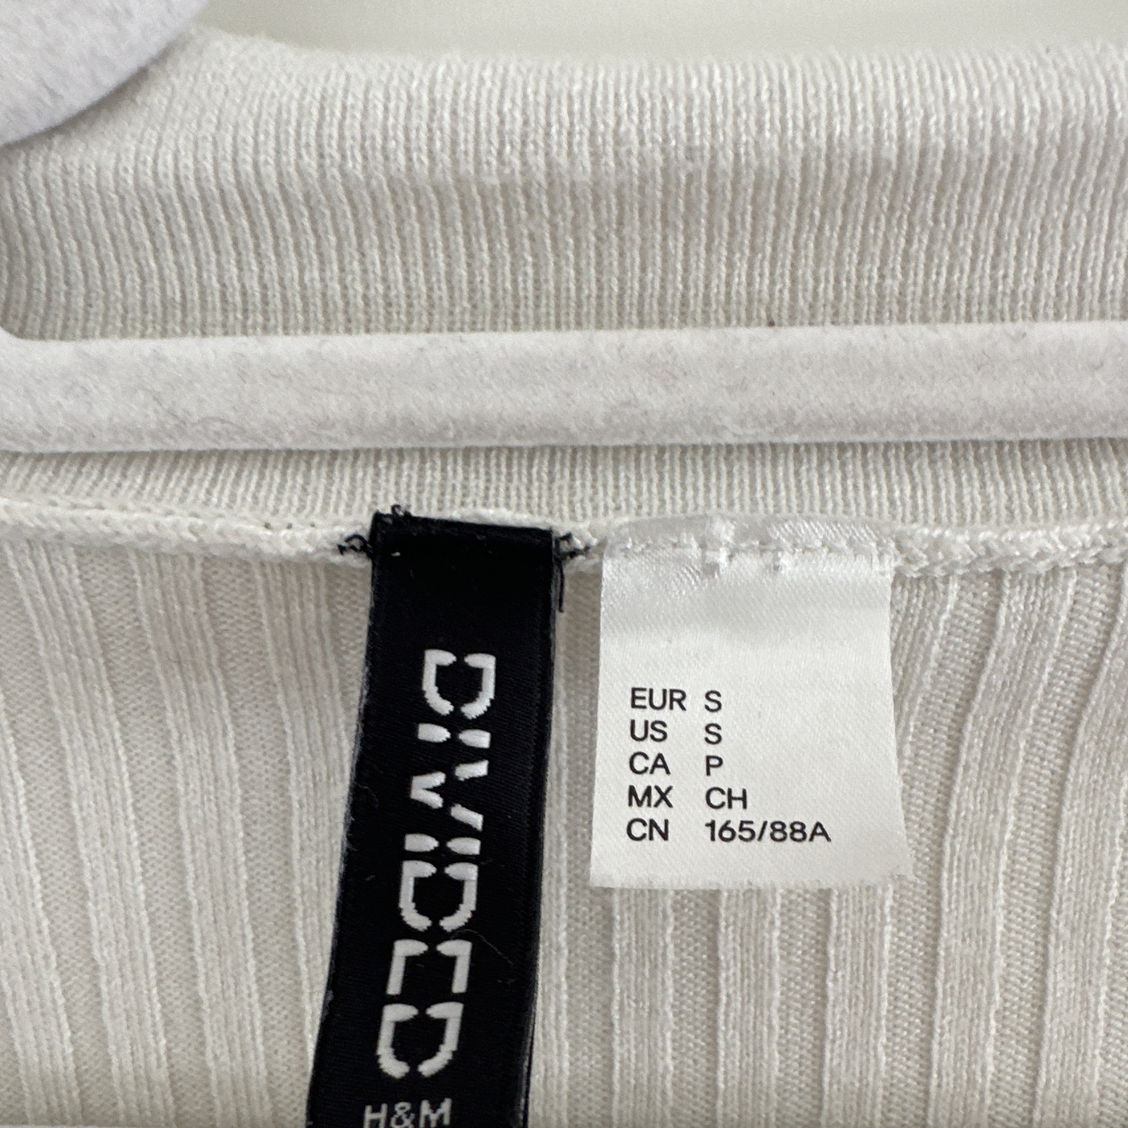 DIVIDED
H&M
EUR S
US S
CA P
MX CH
CN 165/88A